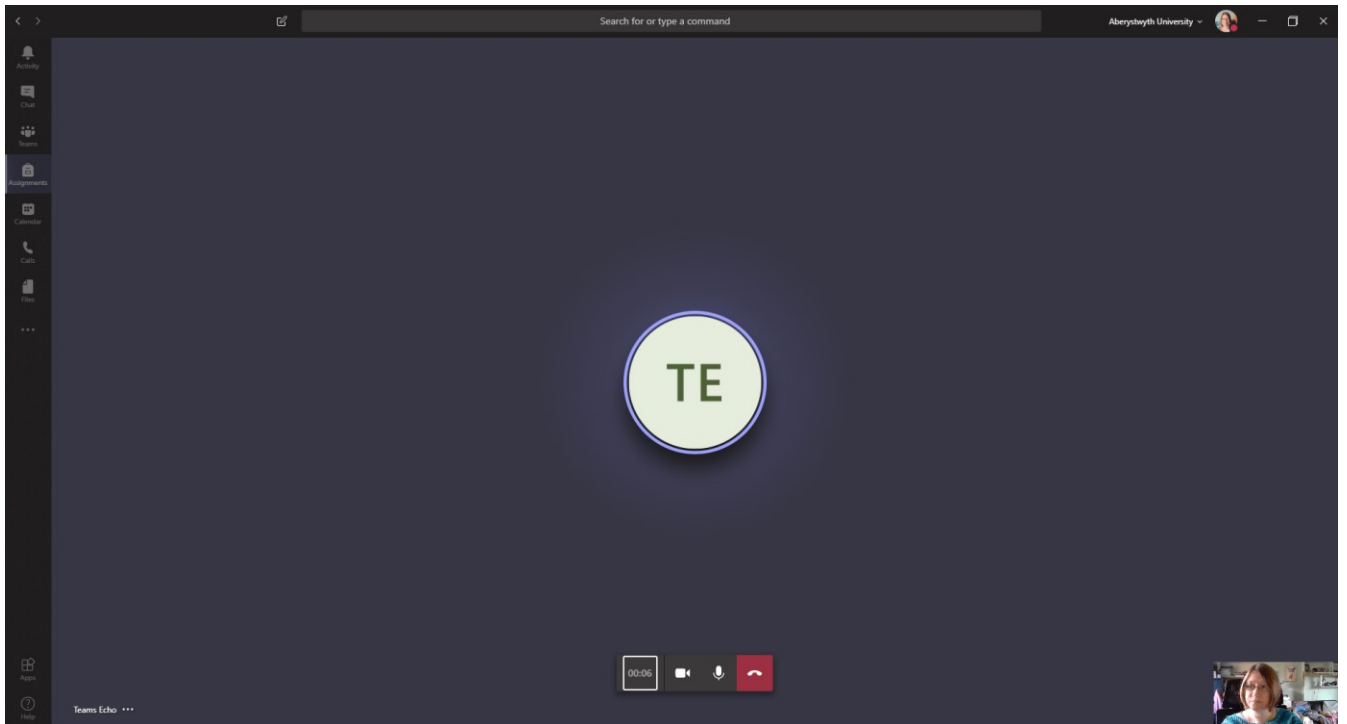 Search for or type a command
Aberystwyth University
Activity
Chat
Teams
Assignments
Calendar
Calls
Files
TE
00:06
Apps
Help
Teams Echo